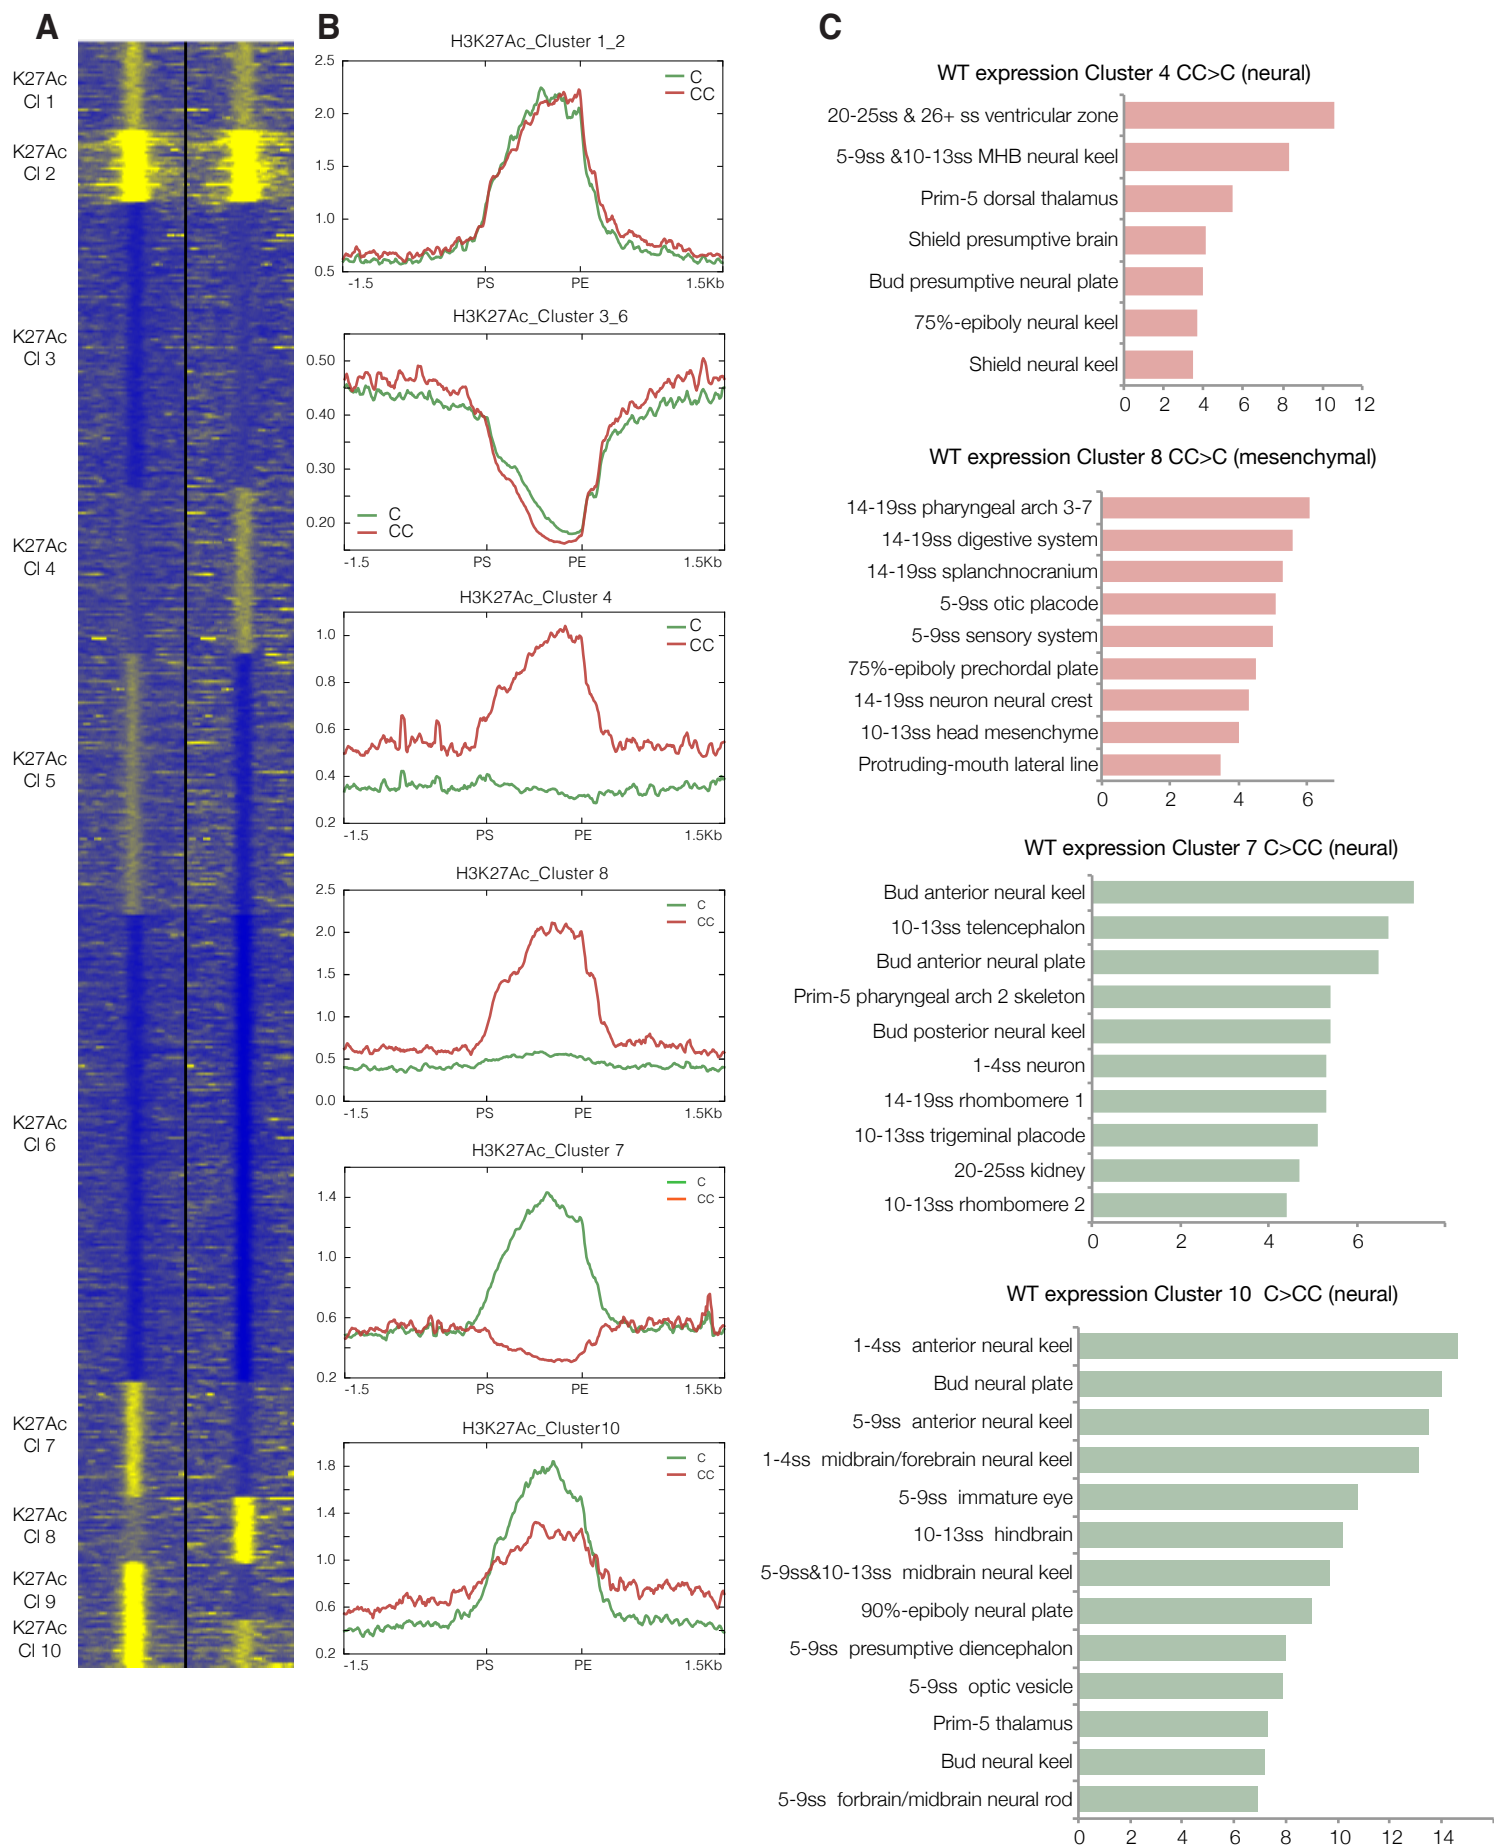 A
K27Ac
Cl 1
K27Ac
Cl 2
K27Ac
Cl 3
K27Ac
Cl 4
K27Ac
Cl 5
K27Ac
Cl 6
K27Ac
Cl 7
K27Ac
Cl 8
K27Ac
Cl 9
K27Ac
Cl 10
B
H3K27Ac_Cluster 1_2
2.5
2.0
1.5
1.0
0.5
C
CC
-1.5 PS PE 1.5Kb
H3K27Ac_Cluster 3_6
0.50
0.40
0.30
0.20
C
CC
-1.5 PS PE 1.5Kb
H3K27Ac_Cluster 4
1.0
0.8
0.6
0.4
0.2
C
CC
-1.5 PS PE 1.5Kb
H3K27Ac_Cluster 8
2.5
2.0
1.5
1.0
0.5
0.0
C
CC
-1.5 PS PE 1.5Kb
H3K27Ac_Cluster 7
1.4
1.0
0.6
0.2
C
CC
-1.5 PS PE 1.5Kb
H3K27Ac_Cluster10
1.8
1.4
1.0
0.6
0.2
C
CC
-1.5 PS PE 1.5Kb
C
WT expression Cluster 4 CC>C (neural)
20-25ss & 26+ ss ventricular zone
5-9ss &10-13ss MHB neural keel
Prim-5 dorsal thalamus
Shield presumptive brain
Bud presumptive neural plate
75%-epiboly neural keel
Shield neural keel
0 2 4 6 8 10 12
WT expression Cluster 8 CC>C (mesenchymal)
14-19ss pharyngeal arch 3-7
14-19ss digestive system
14-19ss splanchnocranium
5-9ss otic placode
5-9ss sensory system
75%-epiboly prechordal plate
14-19ss neuron neural crest
10-13ss head mesenchyme
Protruding-mouth lateral line
0 2 4 6
WT expression Cluster 7 C>CC (neural)
Bud anterior neural keel
10-13ss telencephalon
Bud anterior neural plate
Prim-5 pharyngeal arch 2 skeleton
Bud posterior neural keel
1-4ss neuron
14-19ss rhombomere 1
10-13ss trigeminal placode
20-25ss kidney
10-13ss rhombomere 2
0 2 4 6
WT expression Cluster 10 C>CC (neural)
1-4ss anterior neural keel
Bud neural plate
5-9ss anterior neural keel
1-4ss midbrain/forebrain neural keel
5-9ss immature eye
10-13ss hindbrain
5-9ss&10-13ss midbrain neural keel
90%-epiboly neural plate
5-9ss presumptive diencephalon
5-9ss optic vesicle
Prim-5 thalamus
Bud neural keel
5-9ss forbrain/midbrain neural rod
0 2 4 6 8 10 12 14